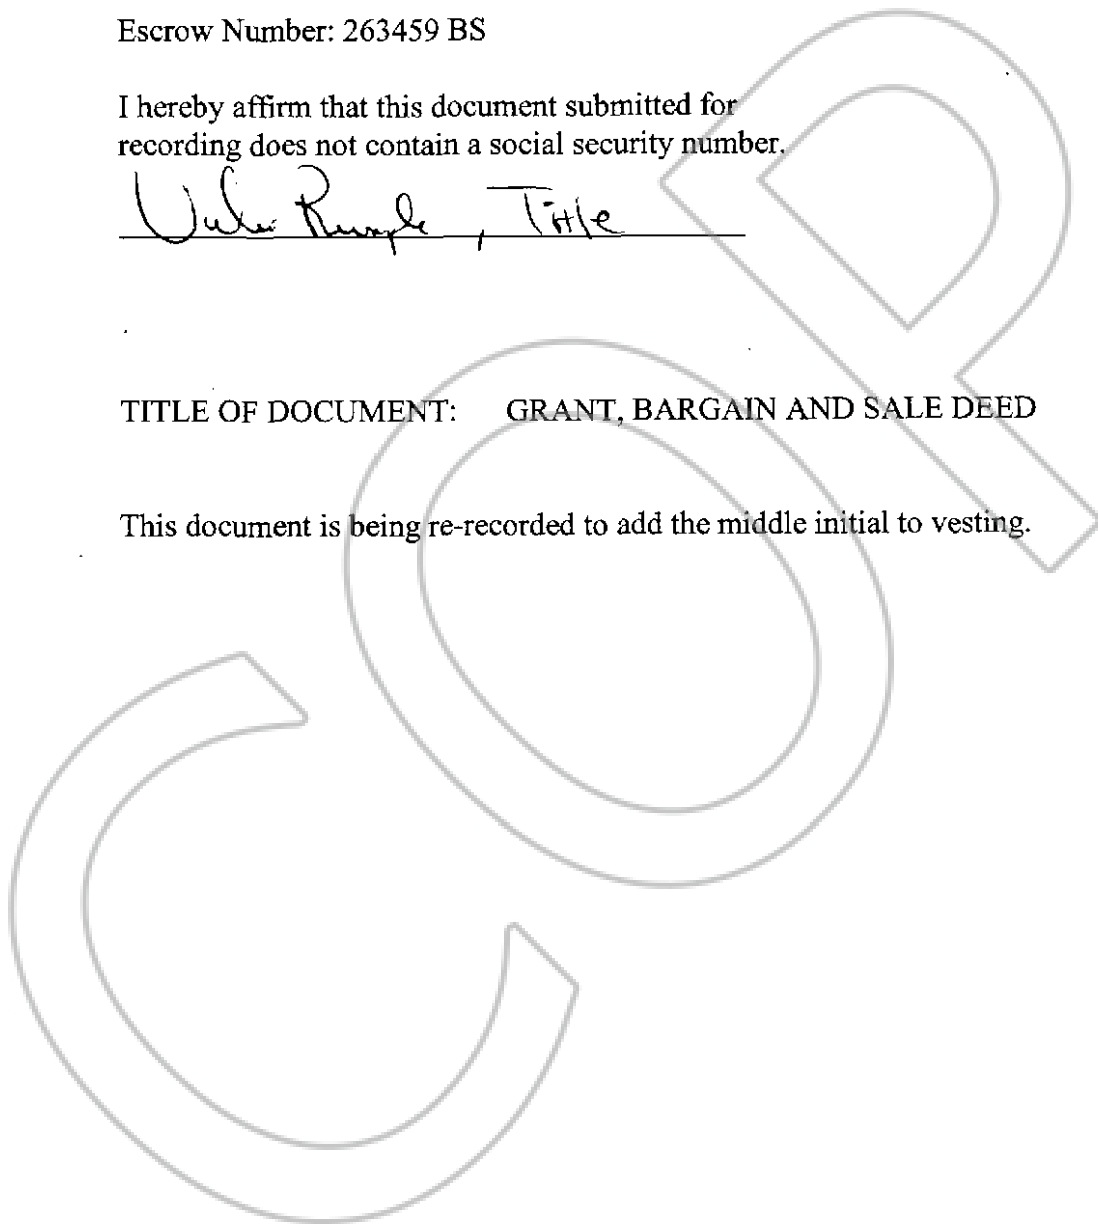 Escrow Number: 263459 BS
I hereby affirm that this document submitted for
recording does not contain a social security number.
, Title
TITLE OF DOCUMENT: GRANT, BARGAIN AND SALE DEED
This document is being re-recorded to add the middle initial to vesting.
COP